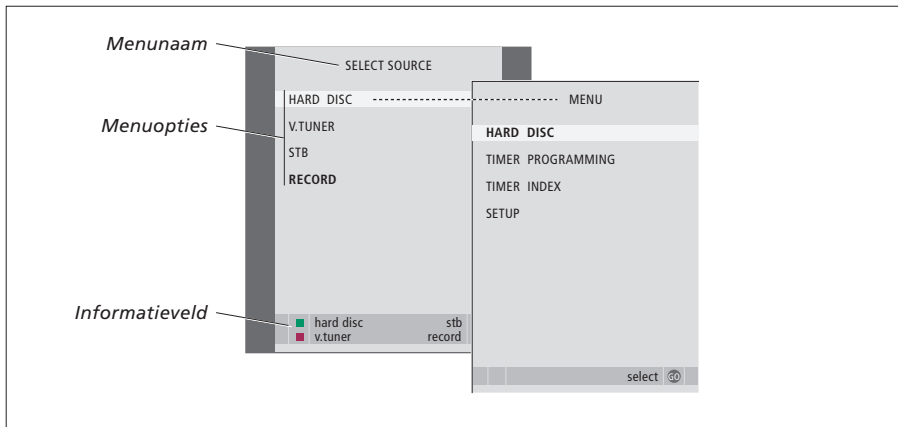 Menunaam
SELECT SOURCE
HARD DISC
MENU
Menuopties
V.TUNER
HARD DISC
STB
TIMER PROGRAMMING
RECORD
TIMER INDEX
SETUP
Informatieveld
hard disc stb
v.tuner record
select GO